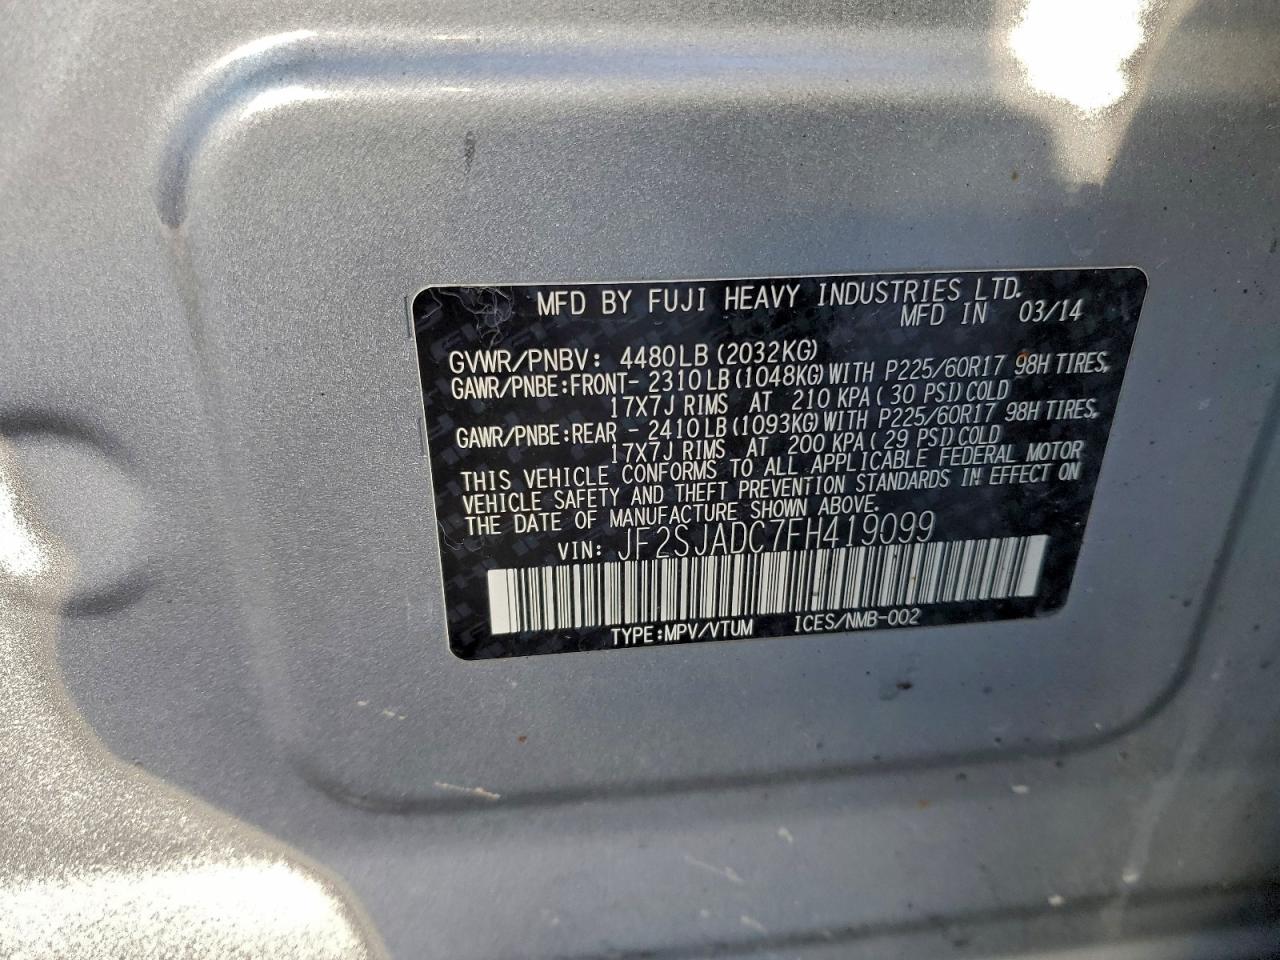 MFD BY FUJI HEAVY INDUSTRIES LTD.
MFD IN 03/14
GVWR/PNBV: 4480LB (2032KG)
GAWR/PNBE:FRONT- 2310LB (1048KG) WITH P225/60R17 98H TIRES,
17X7J RIMS AT 210 KPA ( 30 PSI) COLD
GAWR/PNBE:REAR - 2410LB (1093KG) WITH P225/60R17 98H TIRES,
17X7J RIMS AT 200 KPA ( 29 PSI) COLD
THIS VEHICLE CONFORMS TO ALL APPLICABLE FEDERAL MOTOR
VEHICLE SAFETY AND THEFT PREVENTION STANDARDS IN EFFECT ON
THE DATE OF MANUFACTURE SHOWN ABOVE.
VIN: JF2SJADC7FH419099
TYPE:MPV/VTUM ICES/NMB-002